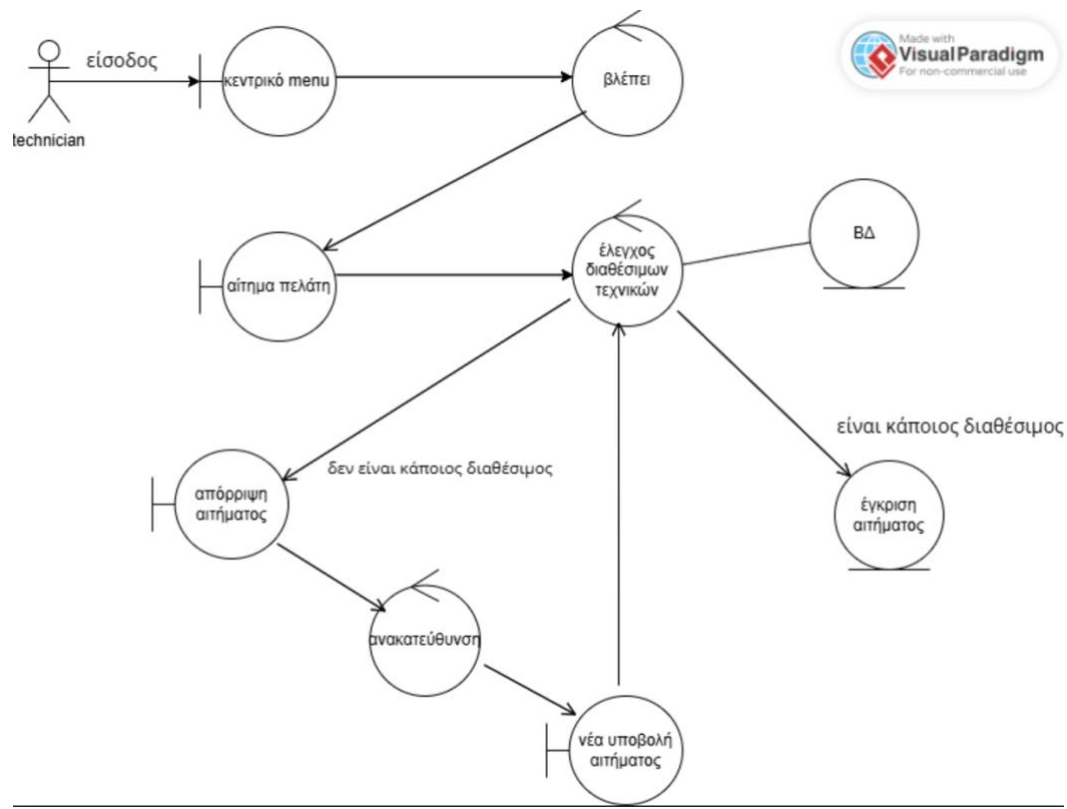 Made with
Visual Paradigm
For non-commercial use
είσοδος
κεντρικό menu
βλέπει
technician
ΒΔ
έλεγχος
διαθέσιμων
τεχνικών
αίτημα πελάτη
είναι κάποιος διαθέσιμος
δεν είναι κάποιος διαθέσιμος
απόρριψη
αιτήματος
έγκριση
αιτήματος
ανακατεύθυνση
νέα υποβολή
αιτήματος